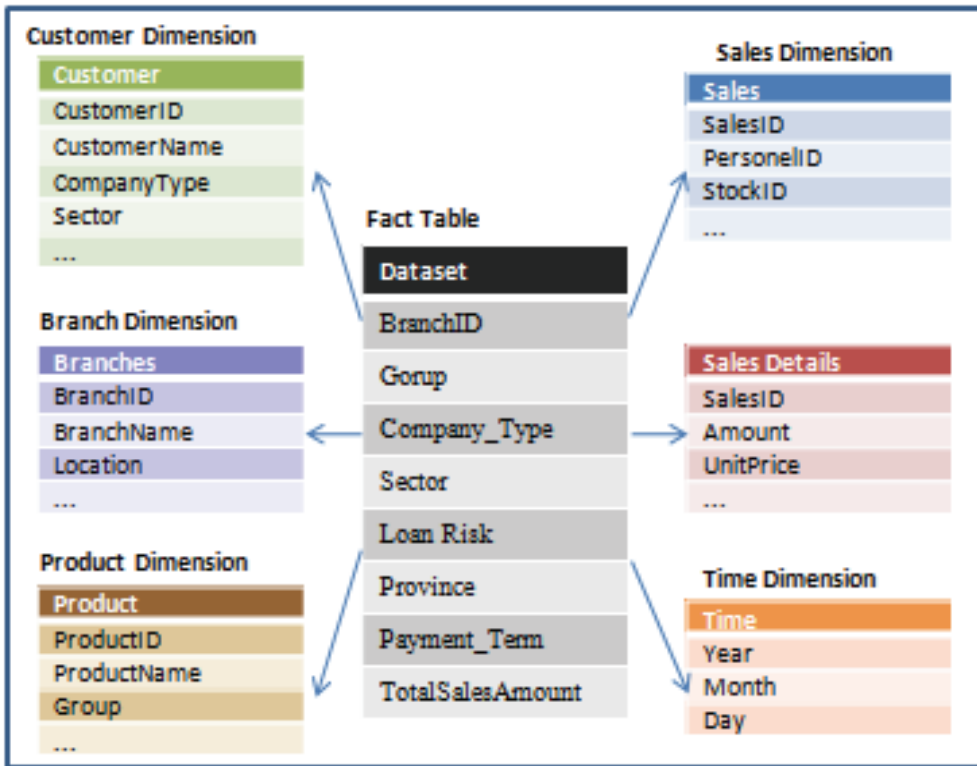 Customer Dimension
Customer
CustomerID
CustomerName
CompanyType
Sector
...
Branch Dimension
Branches
BranchID
BranchName
Location
...
Product Dimension
Product
ProductID
ProductName
Group
...
Fact Table
Dataset
BranchID
Gorup
Company_Type
Sector
Loan Risk
Province
Payment_Term
TotalSalesAmount
Sales Dimension
Sales
SalesID
PersonelID
StockID
...
Sales Details
SalesID
Amount
UnitPrice
...
Time Dimension
Time
Year
Month
Day